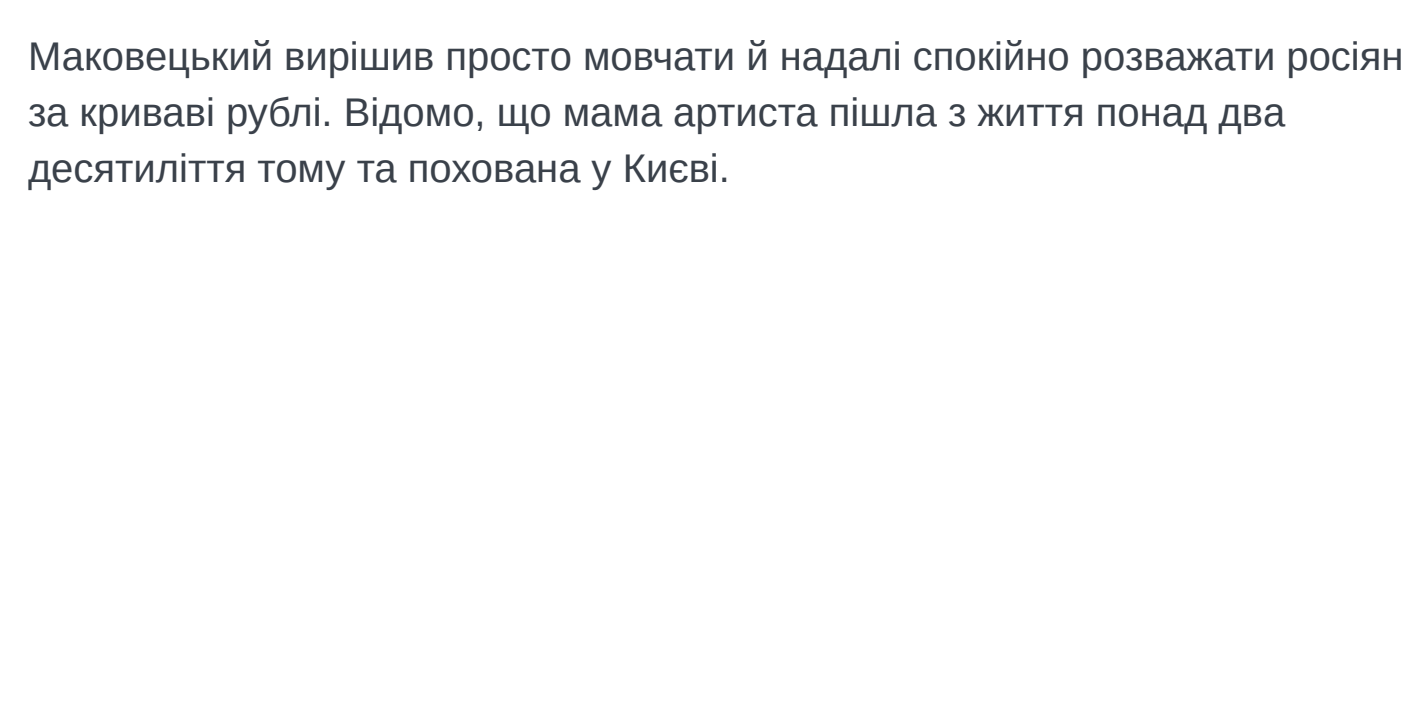 Маковецький вирішив просто мовчати й надалі спокійно розважати росіян
за криваві рублі. Відомо, що мама артиста пішла з життя понад два
десятиліття тому та похована у Києві.